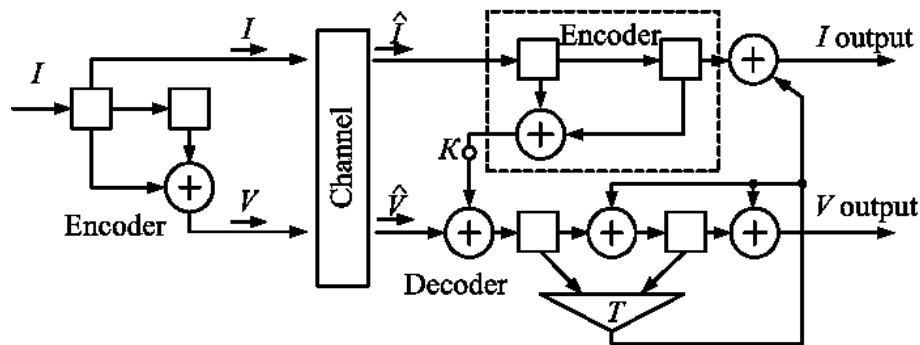 I
I
Encoder
V
Channel
Î
V̂
Encoder
I output
K
Decoder
T
V output